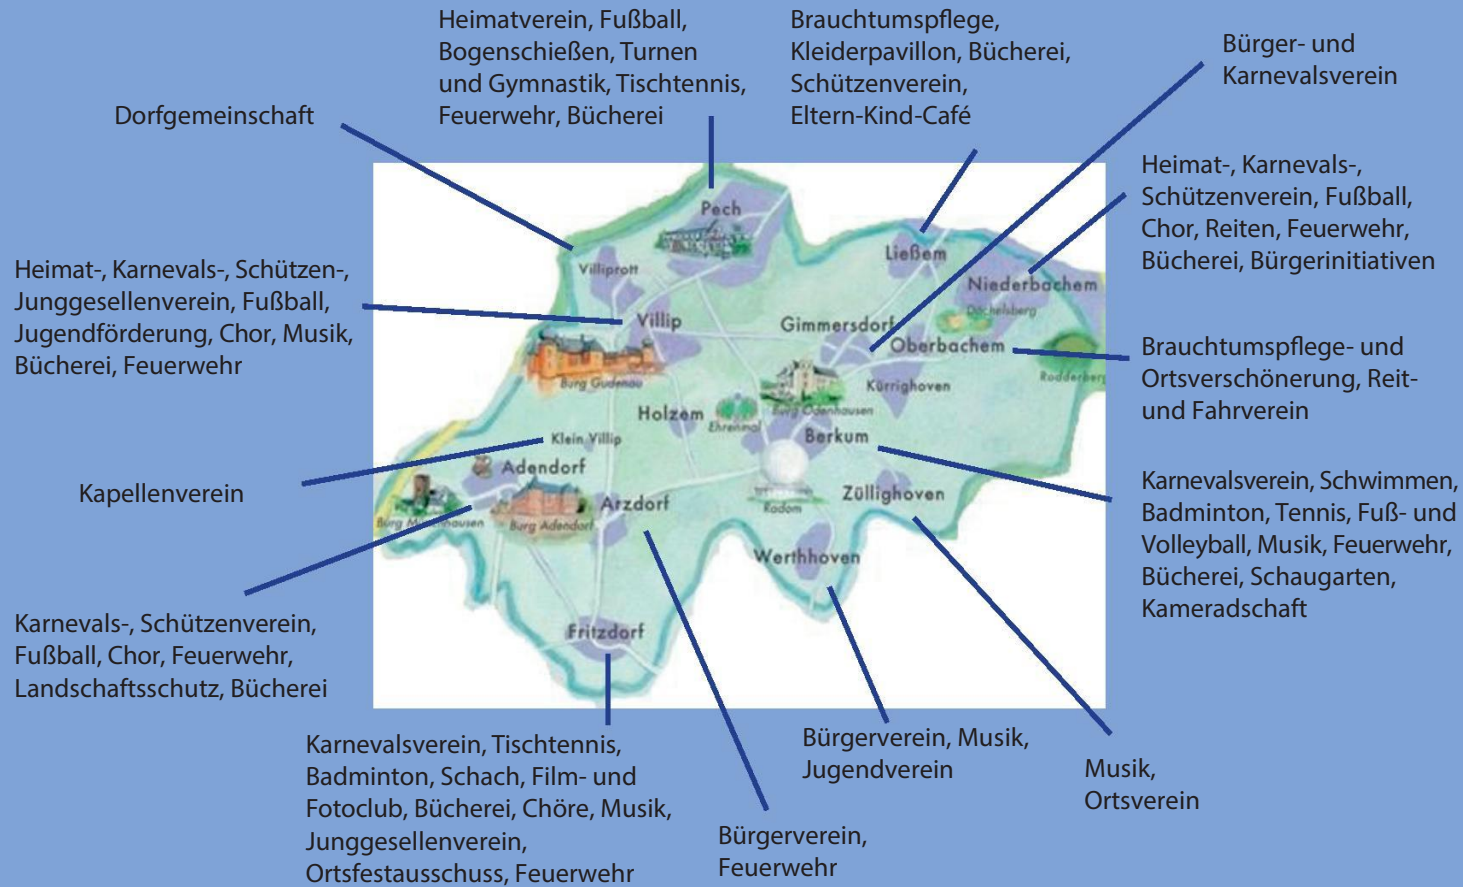 Heimatverein, Fußball,
Bogenschießen, Turnen
und Gymnastik, Tischtennis,
Feuerwehr, Bücherei
Brauchtumspflege,
Kleiderpavillon, Bücherei,
Schützenverein,
Eltern-Kind-Café
Bürger- und
Karnevalsverein
Dorfgemeinschaft
Heimat-, Karnevals-,
Schützenverein, Fußball,
Chor, Reiten, Feuerwehr,
Bücherei, Bürgerinitiativen
Heimat-, Karnevals-, Schützen-,
Junggesellenverein, Fußball,
Jugendförderung, Chor, Musik,
Bücherei, Feuerwehr
Brauchtumspflege- und
Ortsverschönerung, Reit-
und Fahrverein
Kapellenverein
Karnevalsverein, Schwimmen,
Badminton, Tennis, Fuß- und
Volleyball, Musik, Feuerwehr,
Bücherei, Schaugarten,
Kameradschaft
Karnevals-, Schützenverein,
Fußball, Chor, Feuerwehr,
Landschaftsschutz, Bücherei
Karnevalsverein, Tischtennis,
Badminton, Schach, Film- und
Fotoclub, Bücherei, Chöre, Musik,
Junggesellenverein,
Ortsfestausschuss, Feuerwehr
Bürgerverein,
Feuerwehr
Bürgerverein, Musik,
Jugendverein
Musik,
Ortsverein
Pech
Ließem
Villiprott
Niederbachem
Dächelsberg
Villip
Gimmersdorf
Oberbachem
Rodderberg
Burg Gudenau
Kürrighoven
Burg Odenhausen
Holzem
Ehrenmal
Berkum
Klein Villip
Adendorf
Züllighoven
Arzdorf
Radom
Burg Münchhausen
Burg Adendorf
Werthhoven
Fritzdorf